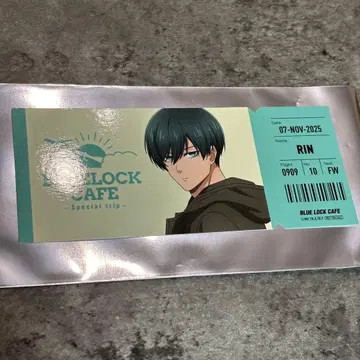 BLUE LOCK
CAFE
- Special trip -
Date
07-NOV-2025
Name
RIN
Flight
No
Seat
0909
10
FW
BLUE LOCK CAFE